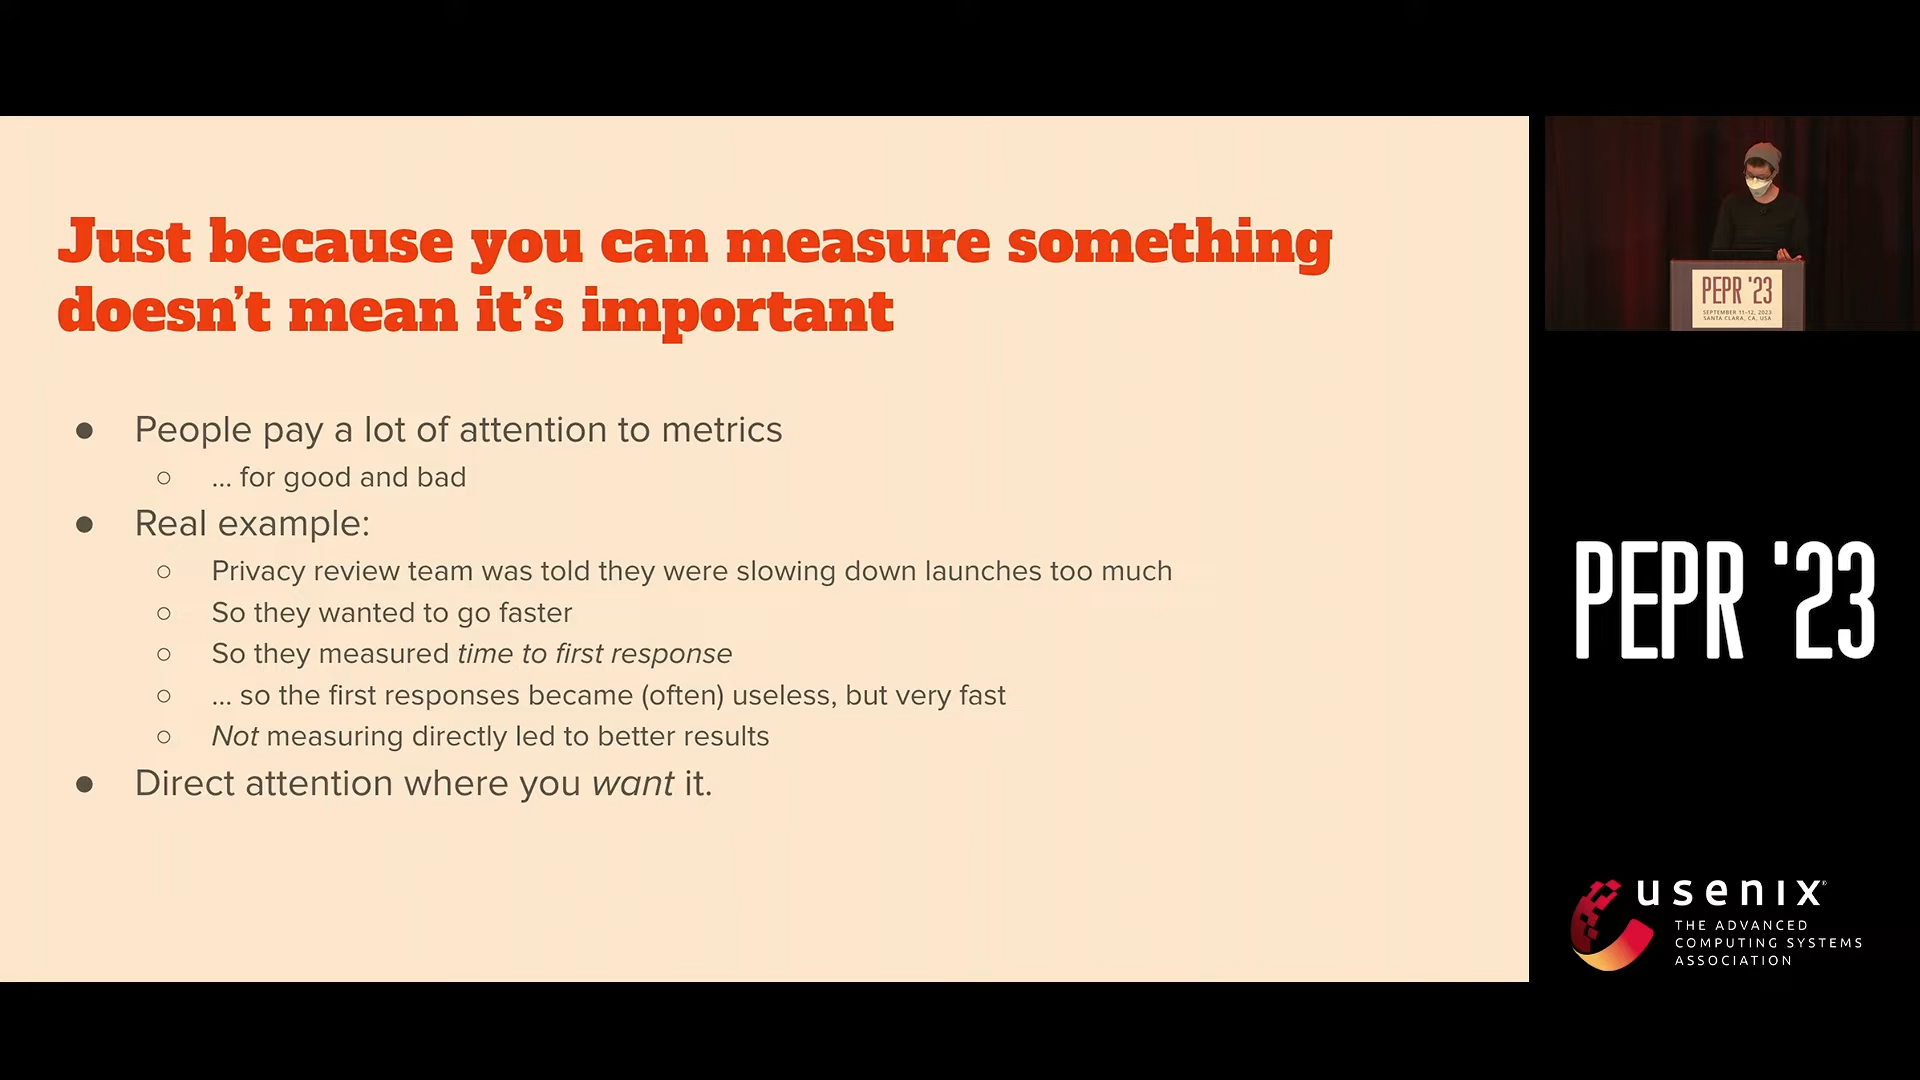 Just because you can measure something
doesn't mean it's important
● People pay a lot of attention to metrics
○ ... for good and bad
● Real example:
○ Privacy review team was told they were slowing down launches too much
○ So they wanted to go faster
○ So they measured time to first response
○ ... so the first responses became (often) useless, but very fast
○ Not measuring directly led to better results
● Direct attention where you want it.
PEPR '23
SEPTEMBER 11–12, 2023
SANTA CLARA, CA, USA
PEPR '23
usenix®
THE ADVANCED
COMPUTING SYSTEMS
ASSOCIATION